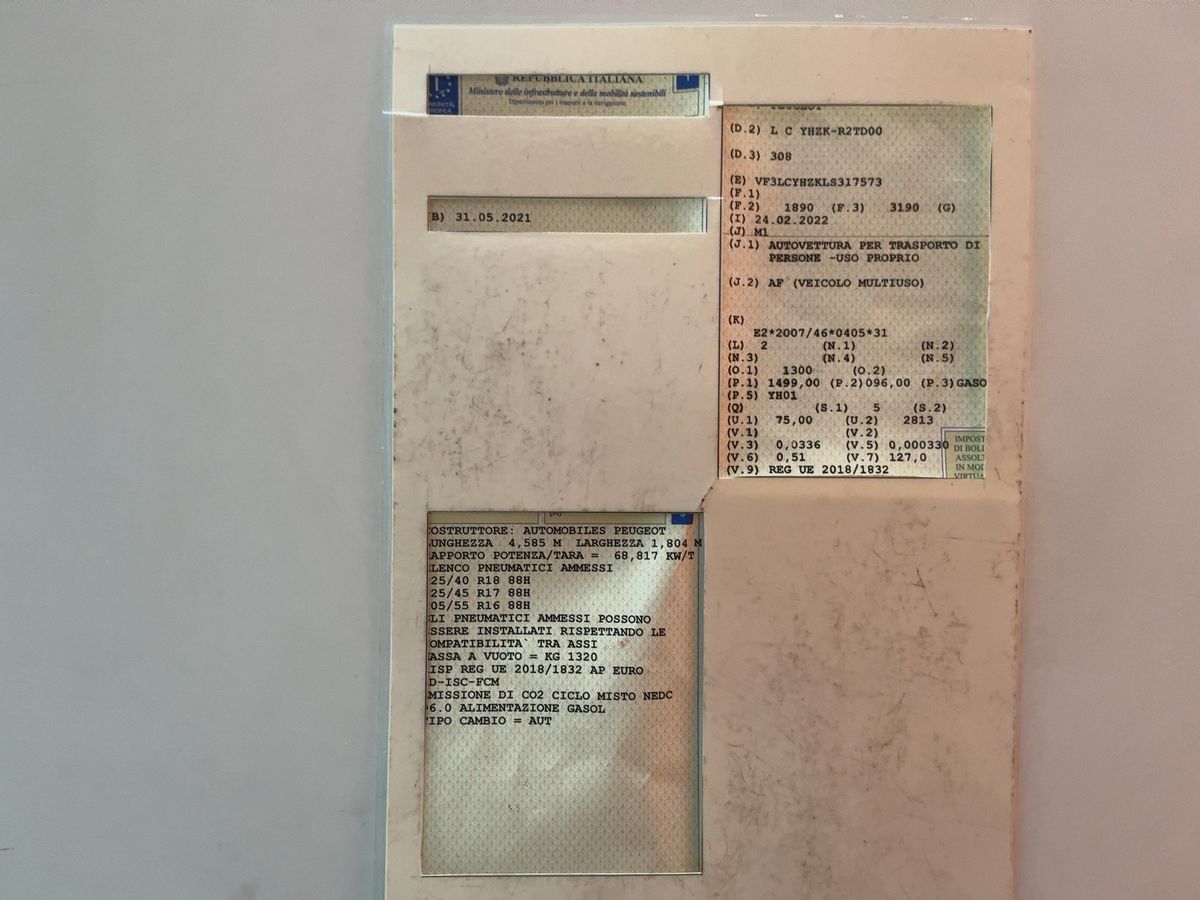 REPUBBLICA ITALIANA
Ministero delle infrastrutture e della mobilità sostenibili
Dipartimento per i trasporti e la navigazione
B) 31.05.2021
(D.2) L C YHZK-R2TD00
(D.3) 308
(E) VF3LCYHZKLS317573
(F.1)
(F.2) 1890 (F.3) 3190 (G)
(I) 24.02.2022
(J) M1
(J.1) AUTOVETTURA PER TRASPORTO DI
PERSONE -USO PROPRIO
(J.2) AF (VEICOLO MULTIUSO)
(K)
E2*2007/46*0405*31
(L) 2 (N.1) (N.2)
(N.3) (N.4) (N.5)
(O.1) 1300 (O.2)
(P.1) 1499,00 (P.2)096,00 (P.3)GASO
(P.5) YH01
(Q) (S.1) 5 (S.2)
(U.1) 75,00 (U.2) 2813
(V.1) (V.2)
(V.3) 0,0336 (V.5) 0,000330
(V.6) 0,51 (V.7) 127,0
(V.9) REG UE 2018/1832
IMPOST
DI BOLL
ASSOL
IN MOD
VIRTUA
OSTRUTTORE: AUTOMOBILES PEUGEOT
UNGHEZZA 4,585 M LARGHEZZA 1,804 M
APPORTO POTENZA/TARA = 68,817 KW/T
LENCO PNEUMATICI AMMESSI
25/40 R18 88H
25/45 R17 88H
05/55 R16 88H
LI PNEUMATICI AMMESSI POSSONO
SSERE INSTALLATI RISPETTANDO LE
OMPATIBILITA` TRA ASSI
ASSA A VUOTO = KG 1320
ISP REG UE 2018/1832 AP EURO
D-ISC-FCM
MISSIONE DI CO2 CICLO MISTO NEDC
6.0 ALIMENTAZIONE GASOL
IPO CAMBIO = AUT